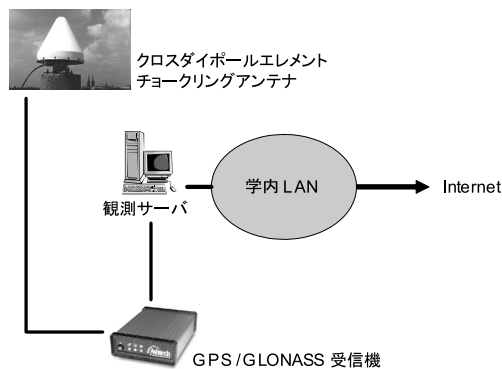 クロスダイポールエレメント
チョークリングアンテナ
学内 LAN
Internet
観測サーバ
Ashtech
GPS/GLONASS 受信機